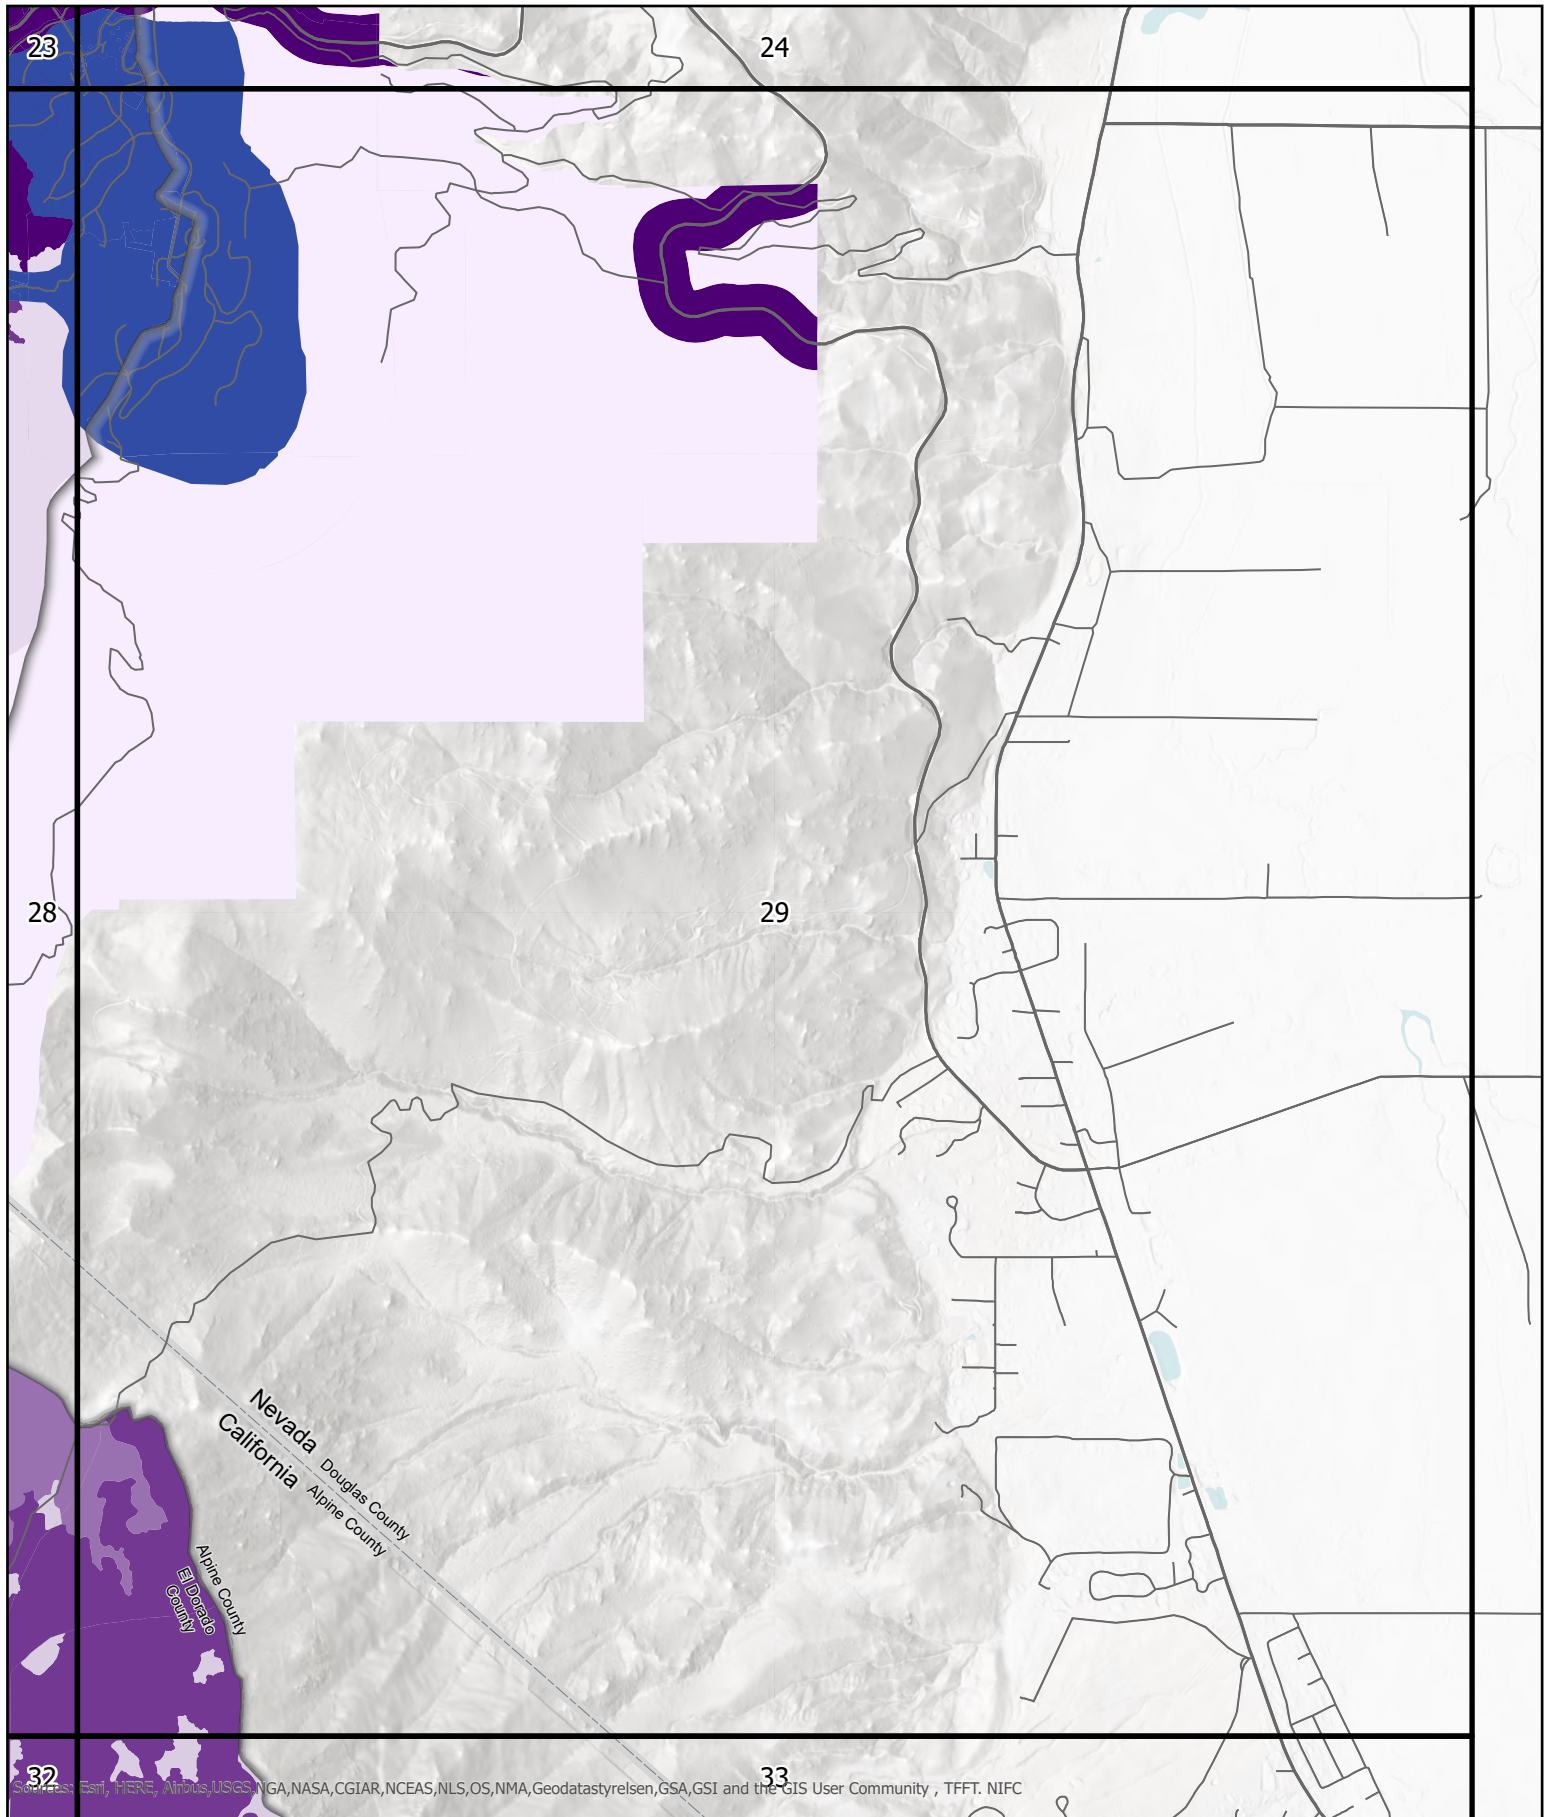 23
24
28
29
Nevada
California
Douglas County
Alpine County
Alpine County
El Dorado
County
32
33
Sources: Esri, HERE, Airbus,USGS,NGA,NASA,CGIAR,NCEAS,NLS,OS,NMA,Geodatastyrelsen,GSA,GSI and the GIS User Community , TFFT. NIFC